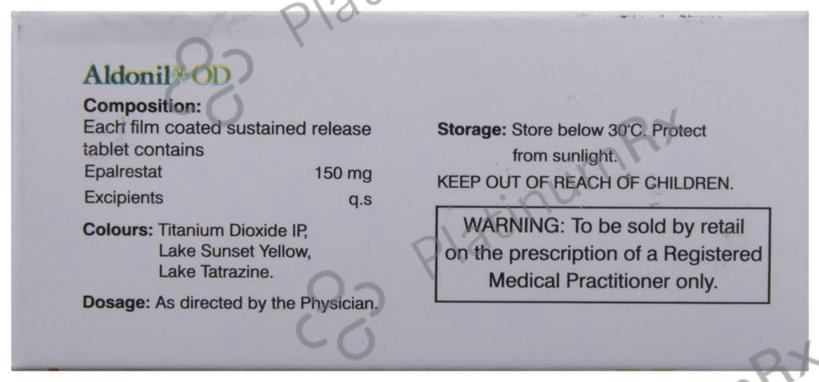 Aldonil OD
Composition:
Each film coated sustained release
tablet contains
Epalrestat 150 mg
Excipients q.s
Colours: Titanium Dioxide IP,
Lake Sunset Yellow,
Lake Tatrazine.
Dosage: As directed by the Physician.
Storage: Store below 30°C. Protect
from sunlight.
KEEP OUT OF REACH OF CHILDREN.
WARNING: To be sold by retail
on the prescription of a Registered
Medical Practitioner only.
PlatinumRx